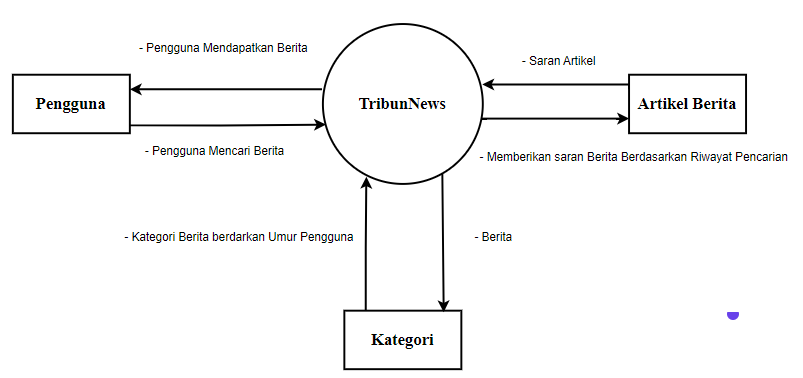 - Pengguna Mendapatkan Berita
- Saran Artikel
Pengguna
TribunNews
Artikel Berita
- Pengguna Mencari Berita
- Memberikan saran Berita Berdasarkan Riwayat Pencarian
- Kategori Berita berdarkan Umur Pengguna
- Berita
Kategori